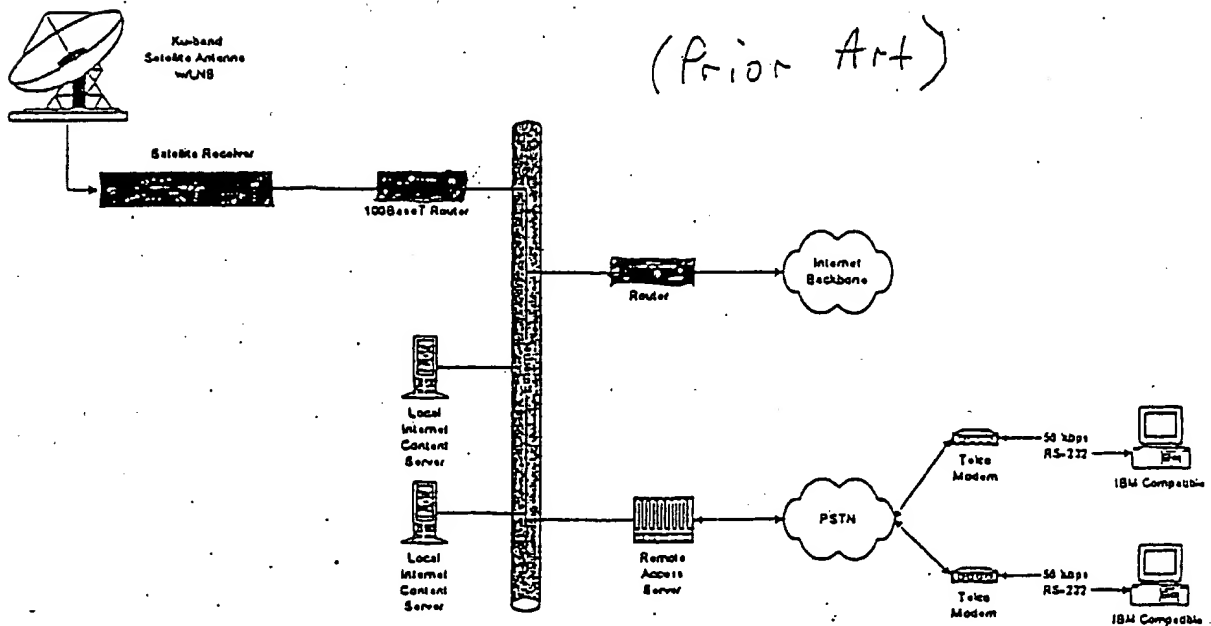 (Prior Art)
Ku-band
Satellite Antenna
w/LNB
Satellite Receiver
100BaseT Router
Router
Internet
Backbone
Local
Internet
Content
Server
Local
Internet
Content
Server
Remote
Access
Server
PSTN
Telco
Modem
56 kbps
RS-232
IBM Compatible
Telco
Modem
56 kbps
RS-232
IBM Compatible